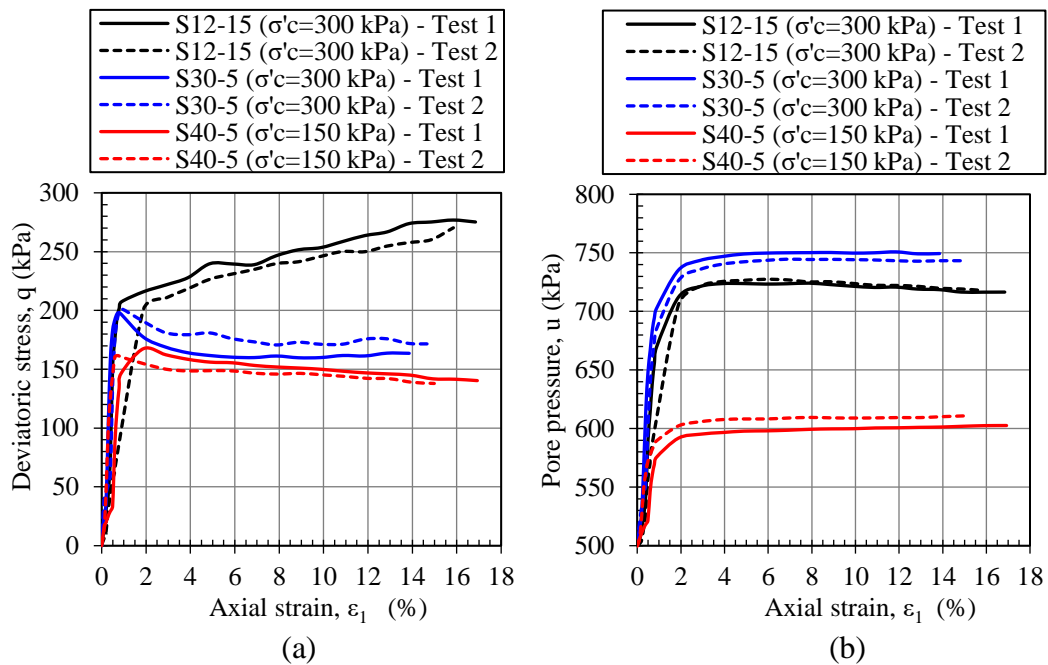 S12-15 (σ'c=300 kPa) - Test 1
S12-15 (σ'c=300 kPa) - Test 2
S30-5 (σ'c=300 kPa) - Test 1
S30-5 (σ'c=300 kPa) - Test 2
S40-5 (σ'c=150 kPa) - Test 1
S40-5 (σ'c=150 kPa) - Test 2
300
250
200
150
100
50
0
Deviatoric stress, q (kPa)
0 2 4 6 8 10 12 14 16 18
Axial strain, ε₁ (%)
(a)
S12-15 (σ'c=300 kPa) - Test 1
S12-15 (σ'c=300 kPa) - Test 2
S30-5 (σ'c=300 kPa) - Test 1
S30-5 (σ'c=300 kPa) - Test 2
S40-5 (σ'c=150 kPa) - Test 1
S40-5 (σ'c=150 kPa) - Test 2
800
750
700
650
600
550
500
Pore pressure, u (kPa)
0 2 4 6 8 10 12 14 16 18
Axial strain, ε₁ (%)
(b)